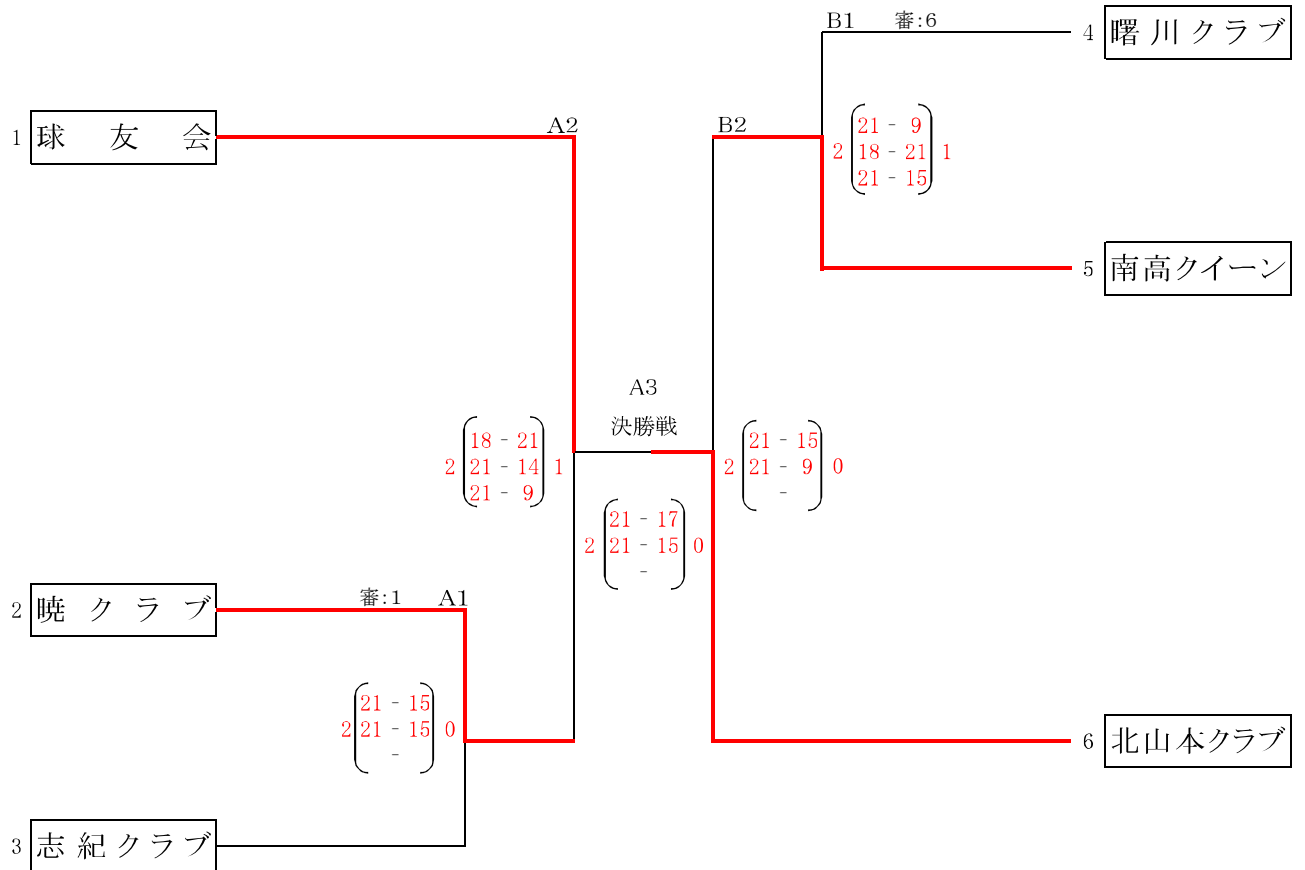 B1 審:6
4 曙川クラブ
1 球友会
A2
B2
21 - 9
2 18 - 21 1
21 - 15
5 南高クイーン
A3
決勝戦
18 - 21
2 21 - 14 1
21 - 9
21 - 15
2 21 - 9 0
-
21 - 17
2 21 - 15 0
-
2 暁クラブ
審:1 A1
21 - 15
2 21 - 15 0
-
6 北山本クラブ
3 志紀クラブ